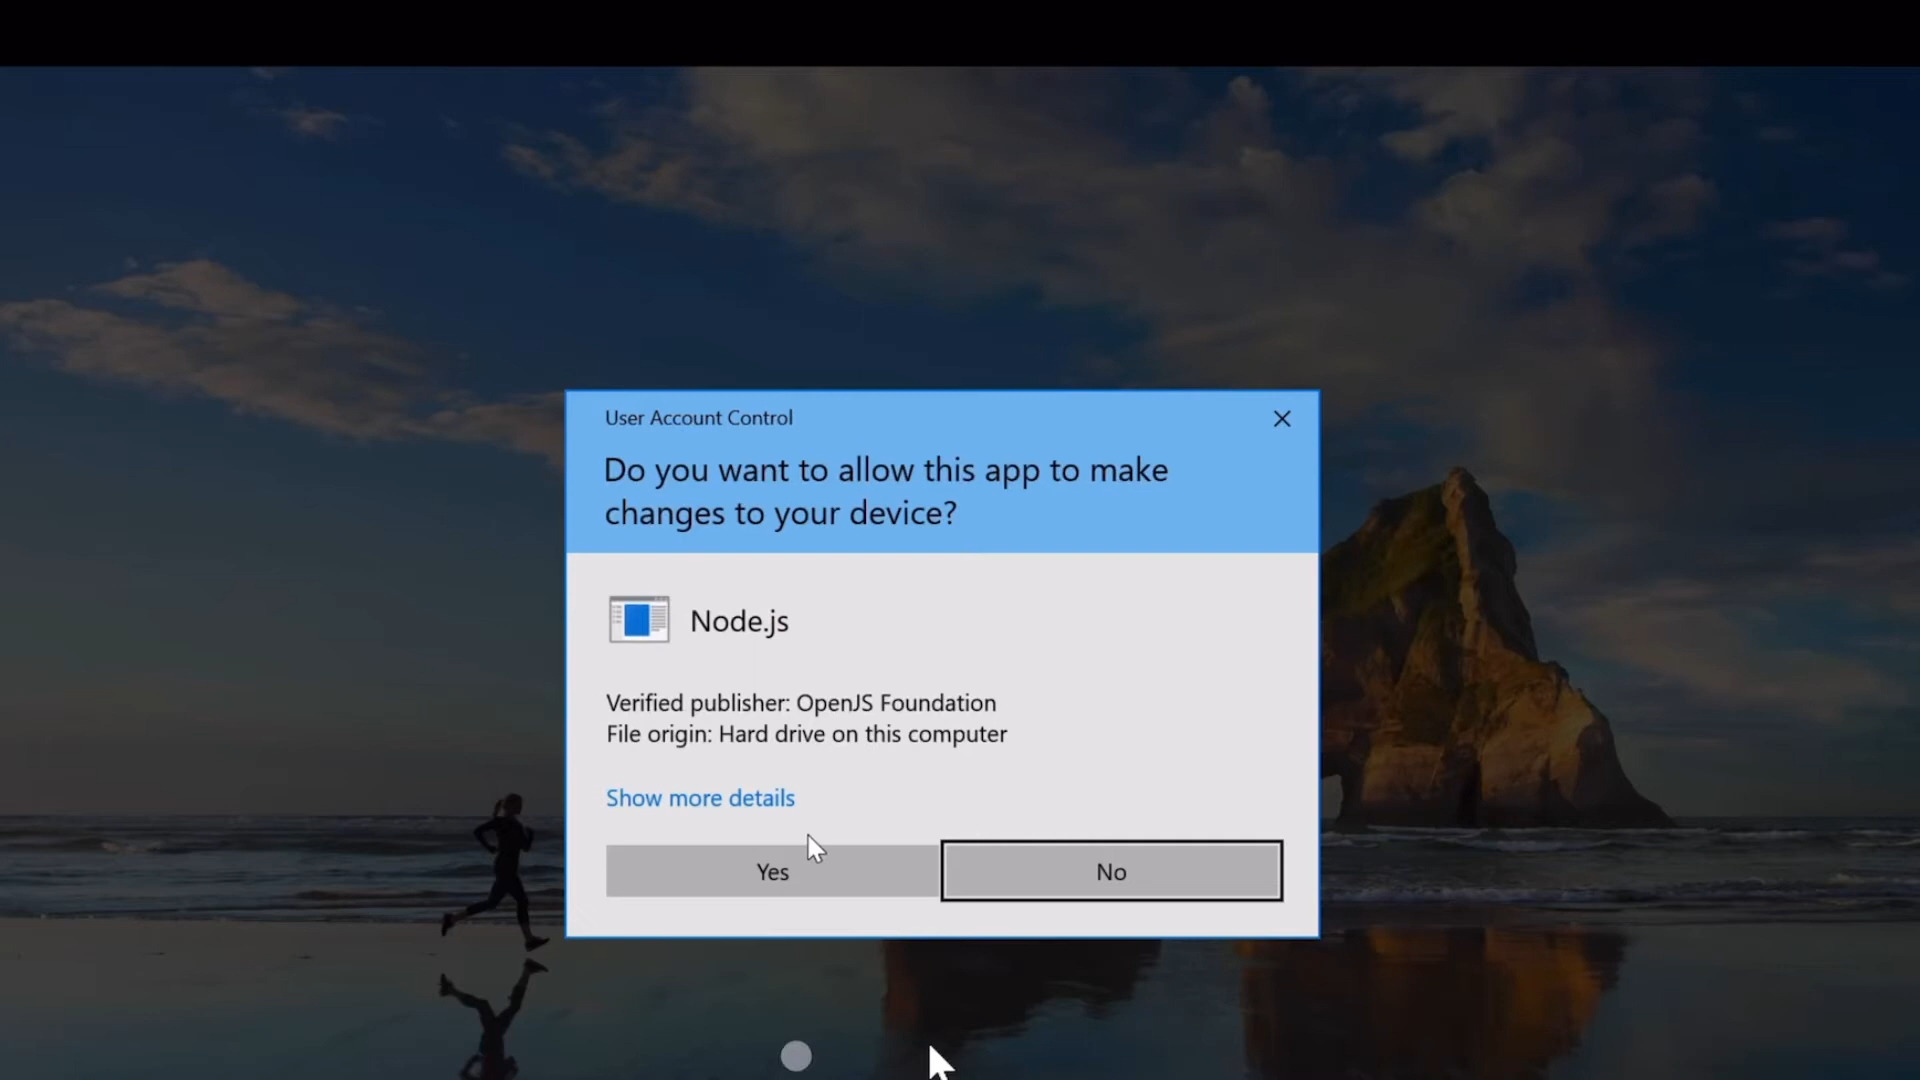 User Account Control
Do you want to allow this app to make
changes to your device?
Node.js
Verified publisher: OpenJS Foundation
File origin: Hard drive on this computer
Show more details
Yes
No